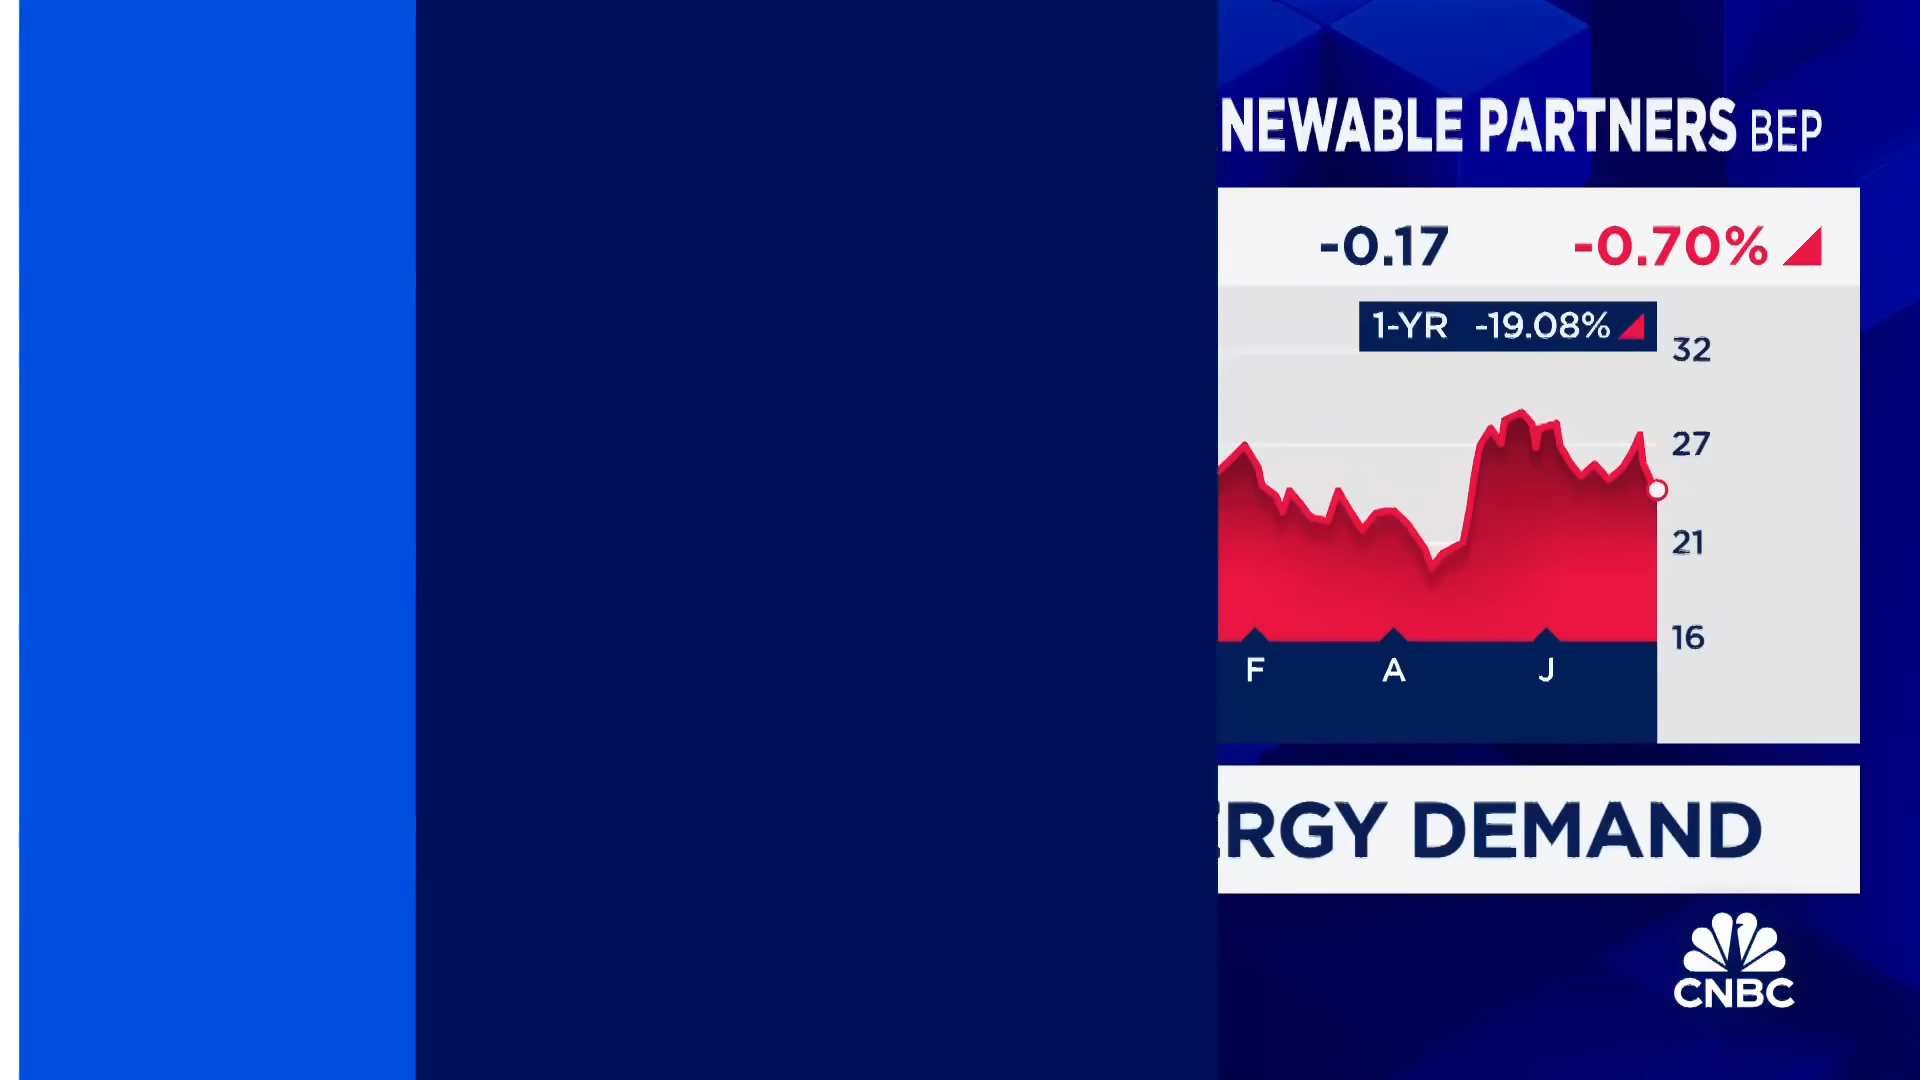 NEWABLE PARTNERS BEP
-0.17 -0.70%
1-YR -19.08%
32
27
21
16
F A J
RGY DEMAND
CNBC